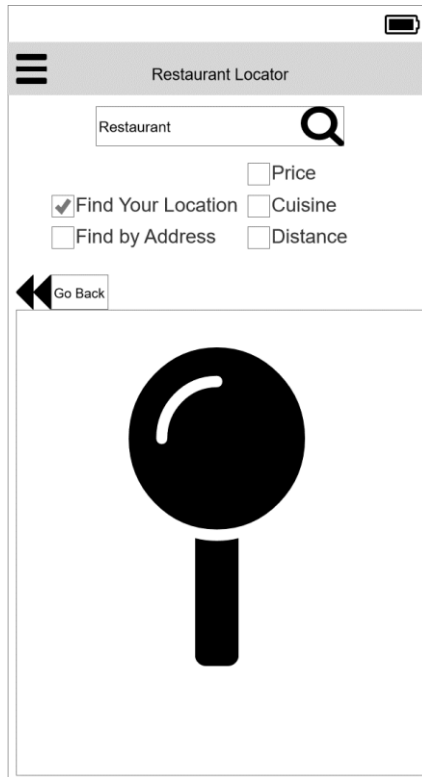 Restaurant Locator
Restaurant
Price
Find Your Location Cuisine
Find by Address Distance
Go Back